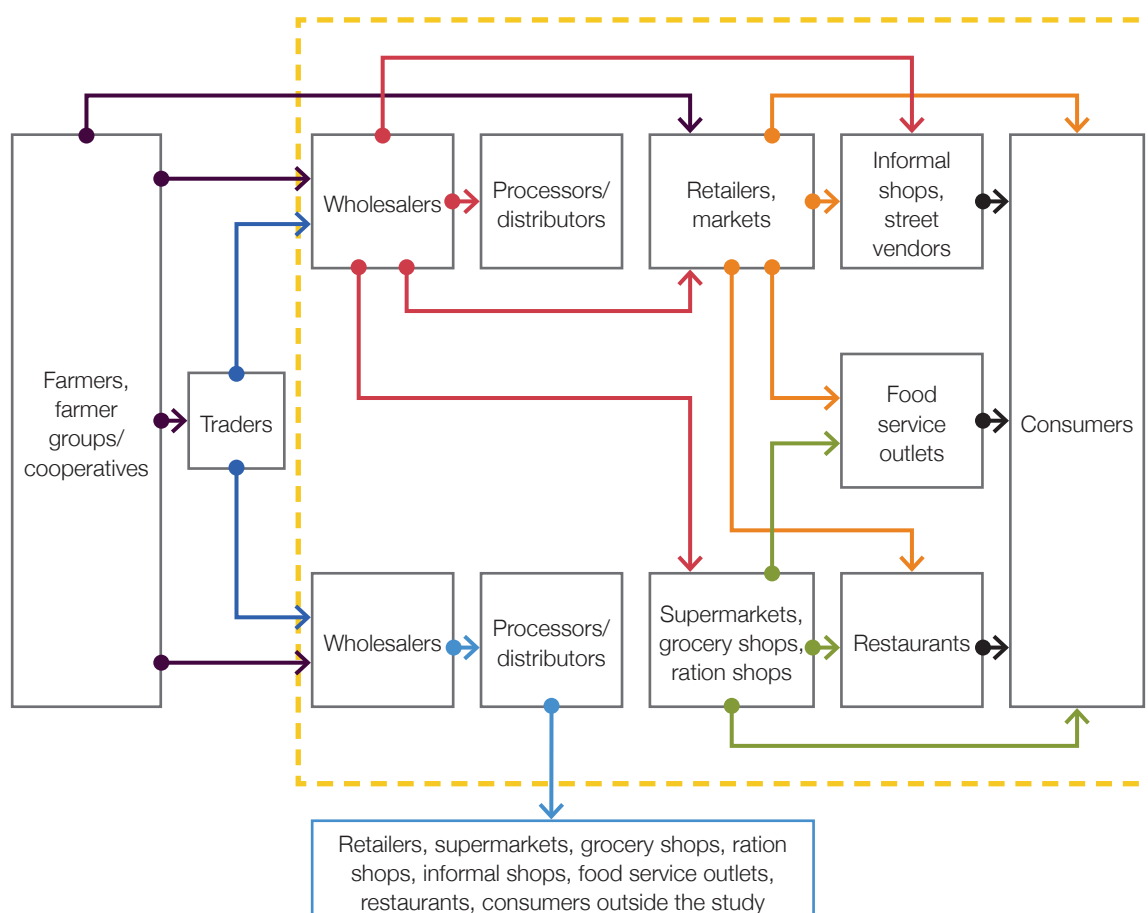 Farmers,
farmer
groups/
cooperatives
Traders
Wholesalers
Processors/
distributors
Retailers,
markets
Informal
shops,
street
vendors
Food
service
outlets
Consumers
Wholesalers
Processors/
distributors
Supermarkets,
grocery shops,
ration shops
Restaurants
Retailers, supermarkets, grocery shops, ration
shops, informal shops, food service outlets,
restaurants, consumers outside the study